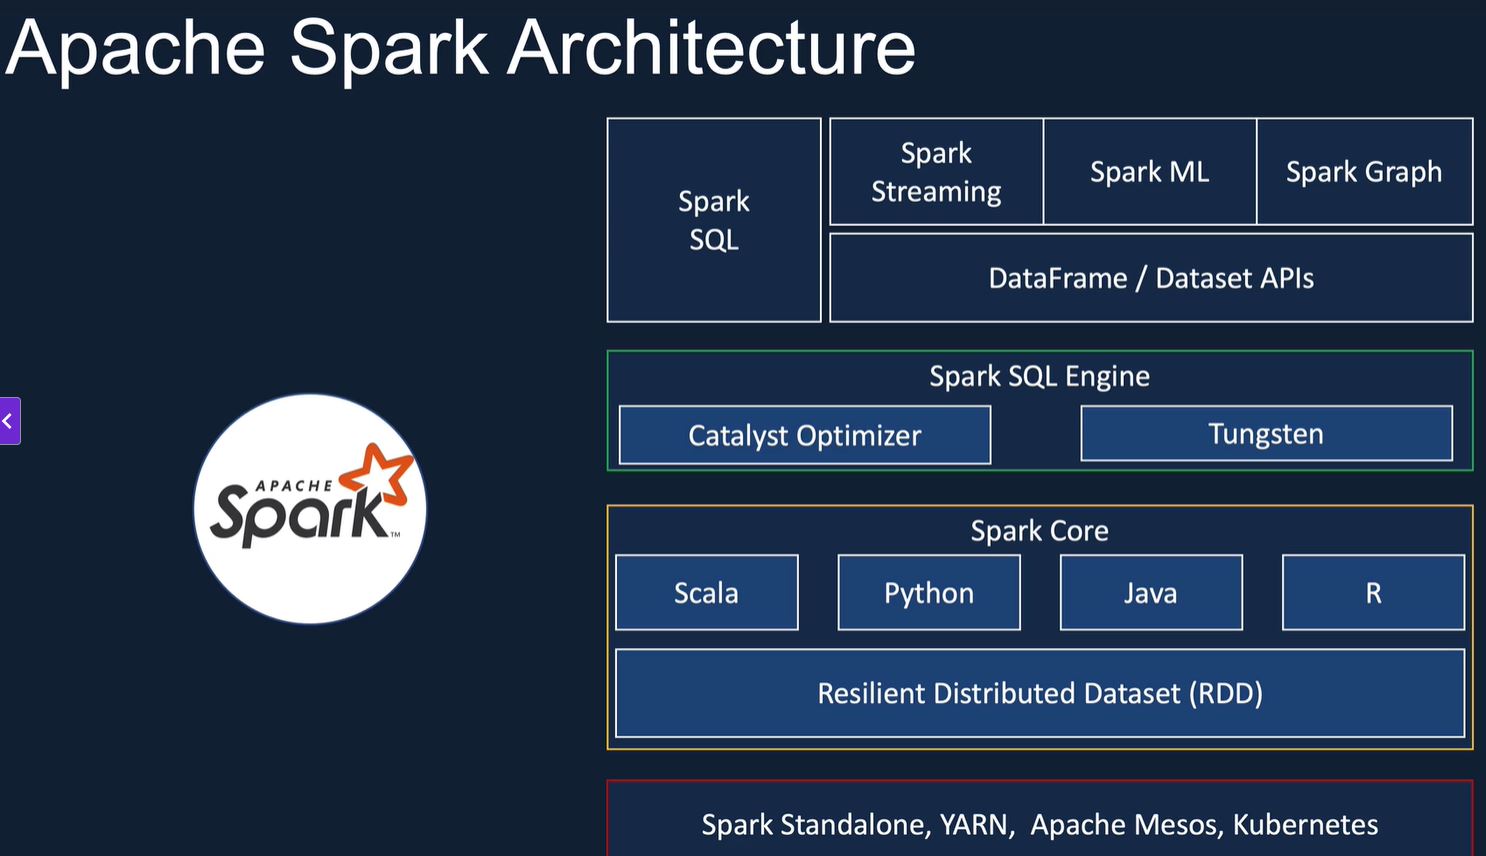 Apache Spark Architecture
Spark
SQL
Spark
Streaming
Spark ML
Spark Graph
DataFrame / Dataset APIs
Spark SQL Engine
Catalyst Optimizer
Tungsten
APACHE
Spark™
Spark Core
Scala
Python
Java
R
Resilient Distributed Dataset (RDD)
Spark Standalone, YARN, Apache Mesos, Kubernetes